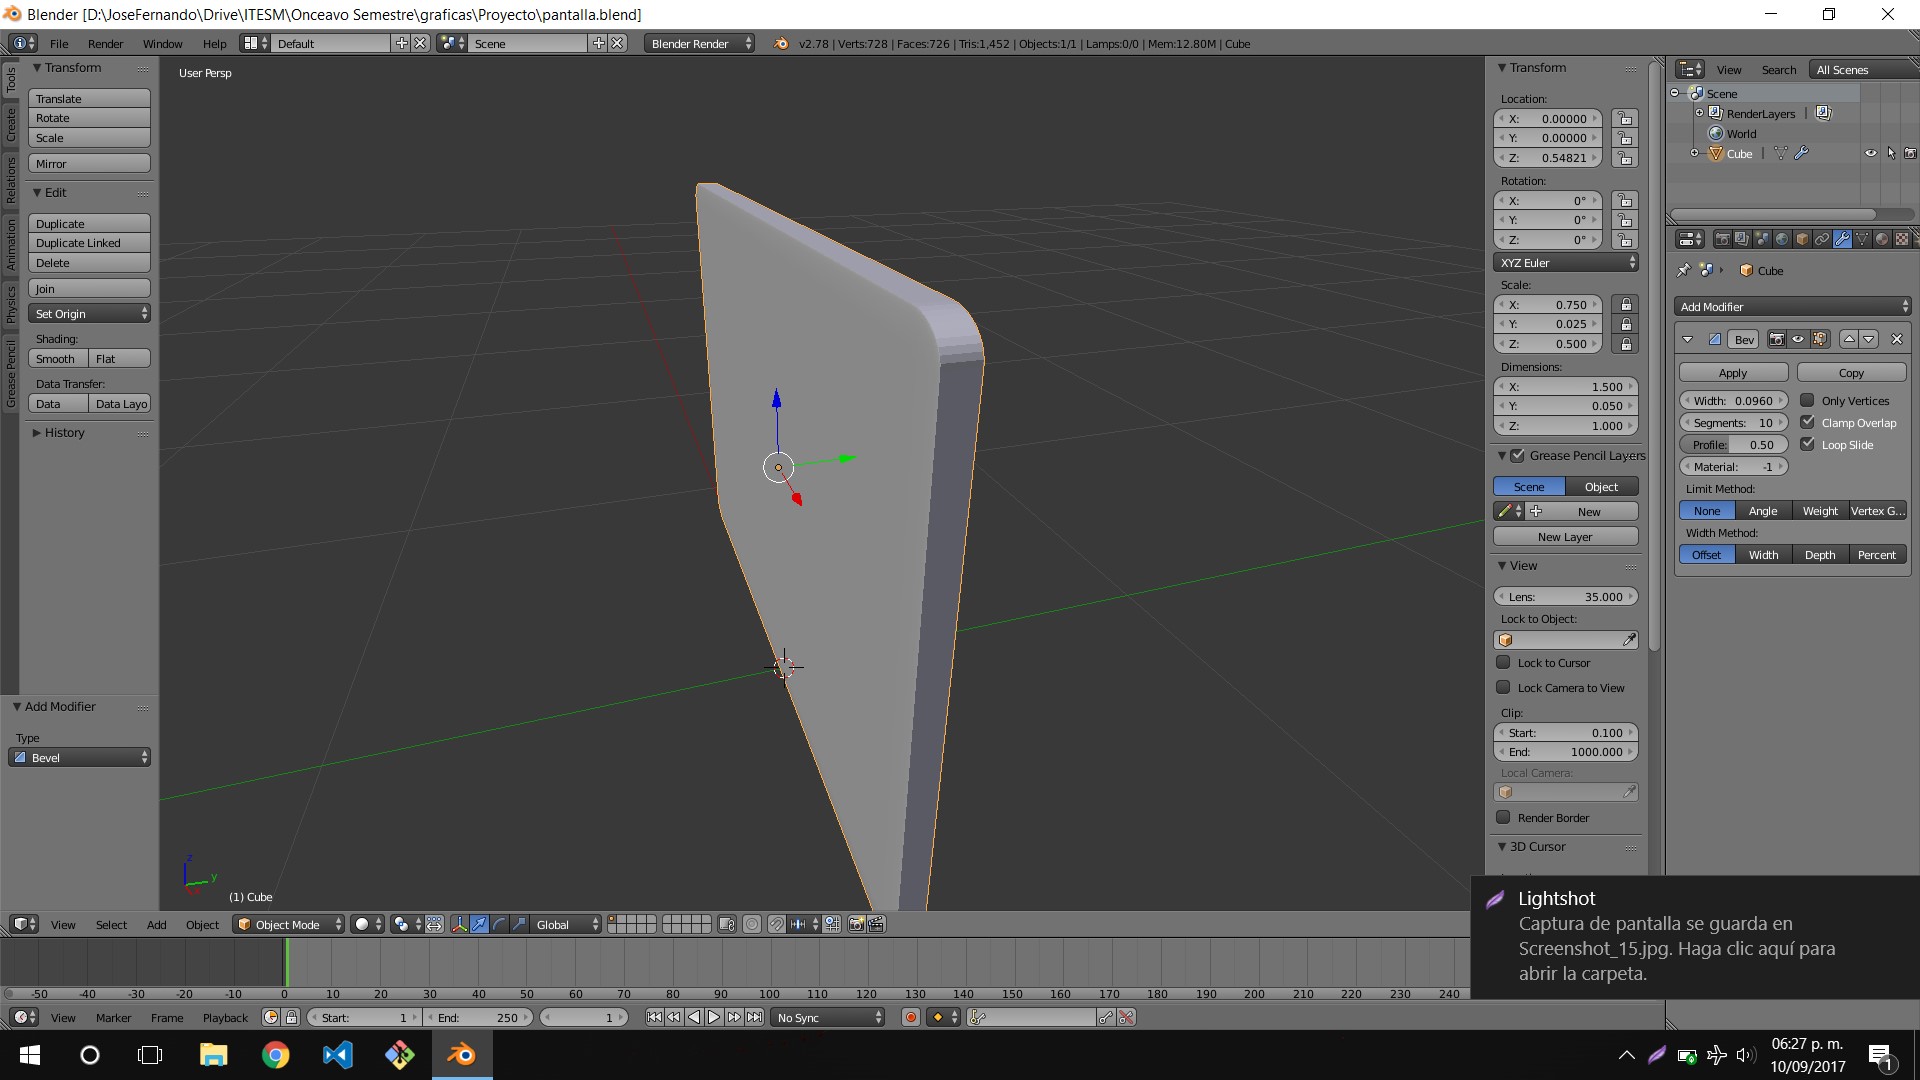 Blender [D:\JoseFernando\Drive\ITESM\Onceavo Semestre\graficas\Proyecto\pantalla.blend]
File Render Window Help Default Scene Blender Render v2.78 | Verts:728 | Faces:726 | Tris:1,452 | Objects:1/1 | Lamps:0/0 | Mem:12.80M | Cube
Tools
Create
Relations
Animation
Physics
Grease Pencil
Transform
Translate
Rotate
Scale
Mirror
Edit
Duplicate
Duplicate Linked
Delete
Join
Set Origin
Shading:
Smooth Flat
Data Transfer:
Data Data Layo
History
Add Modifier
Type
Bevel
User Persp
z
y
(1) Cube
Transform
Location:
X: 0.00000
Y: 0.00000
Z: 0.54821
Rotation:
X: 0°
Y: 0°
Z: 0°
XYZ Euler
Scale:
X: 0.750
Y: 0.025
Z: 0.500
Dimensions:
X: 1.500
Y: 0.050
Z: 1.000
Grease Pencil Layers
Scene Object
New
New Layer
View
Lens: 35.000
Lock to Object:
Lock to Cursor
Lock Camera to View
Clip:
Start: 0.100
End: 1000.000
Local Camera:
Render Border
3D Cursor
View Search All Scenes
Scene
RenderLayers |
World
Cube |
Cube
Add Modifier
Bev
Apply Copy
Width: 0.0960 Only Vertices
Segments: 10 Clamp Overlap
Profile: 0.50 Loop Slide
Material: -1
Limit Method:
None Angle Weight Vertex G...
Width Method:
Offset Width Depth Percent
Lightshot
Captura de pantalla se guarda en
Screenshot_15.jpg. Haga clic aquí para
abrir la carpeta.
View Select Add Object Object Mode Global
-50 -40 -30 -20 -10 0 10 20 30 40 50 60 70 80 90 100 110 120 130 140 150 160 170 180 190 200 210 220 230 240
View Marker Frame Playback Start: 1 End: 250 1 No Sync
06:27 p. m.
10/09/2017
1